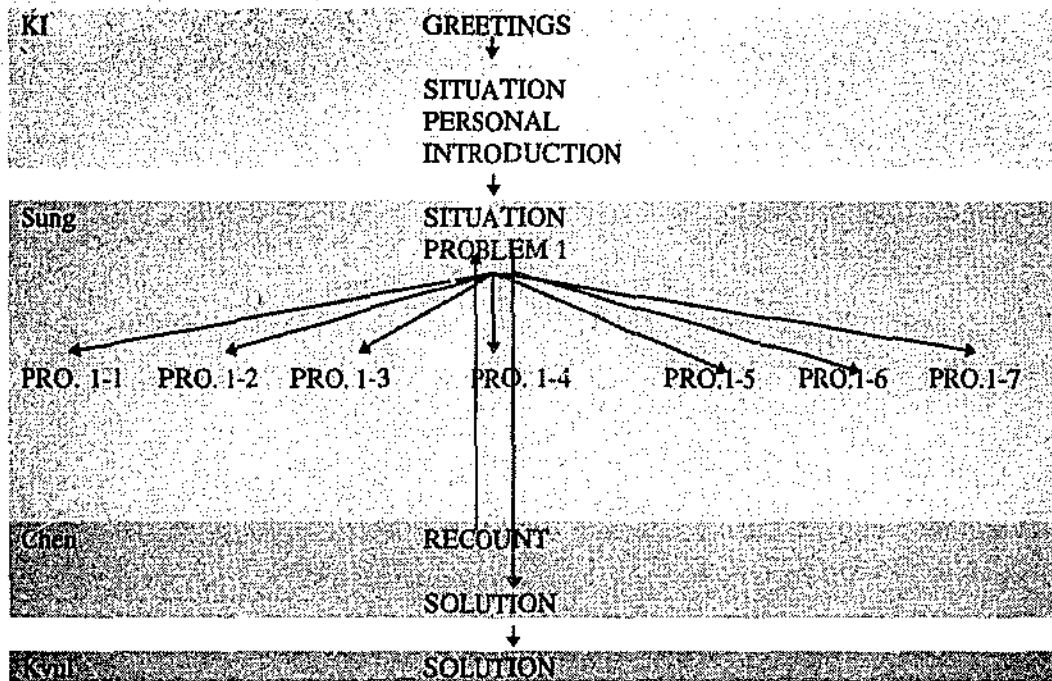 KI GREETINGS
SITUATION
PERSONAL
INTRODUCTION
Sung SITUATION
PROBLEM 1
PRO. 1-1 PRO. 1-2 PRO. 1-3 PRO. 1-4 PRO.1-5 PRO.1-6 PRO.1-7
Chen RECOUNT
SOLUTION
Kyul SOLUTION